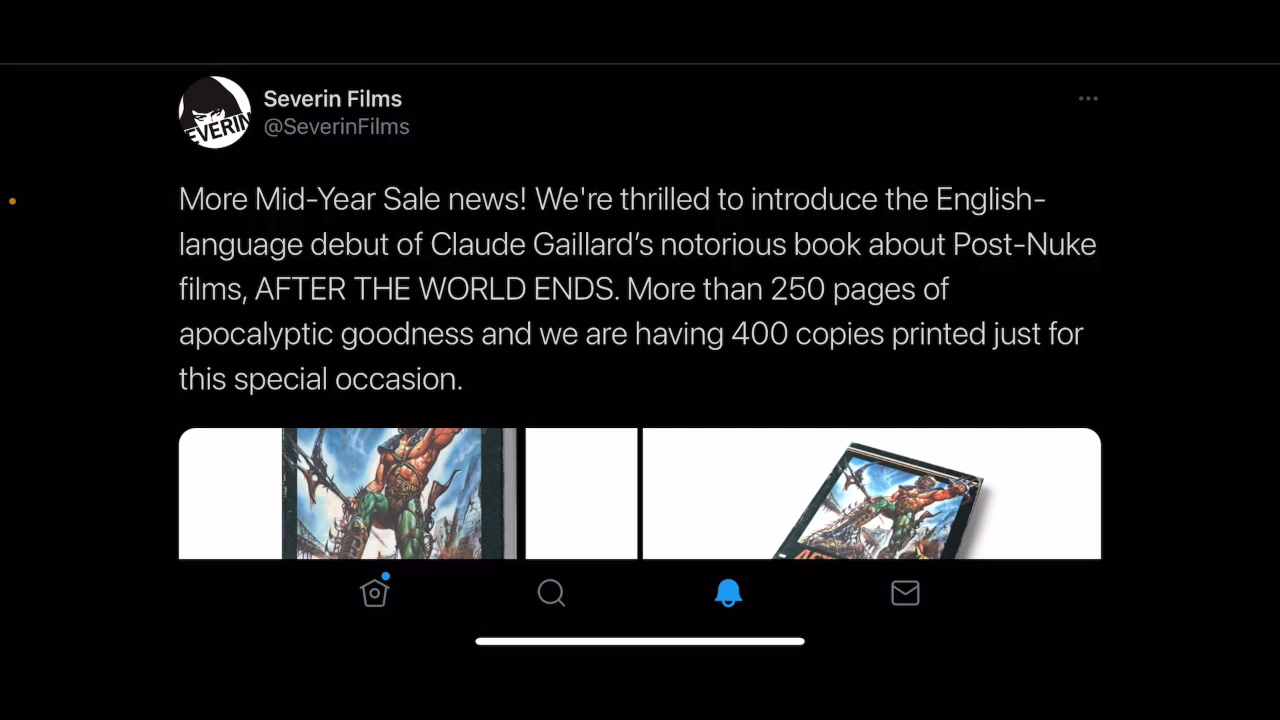 Severin Films
@SeverinFilms
EVERIN
More Mid-Year Sale news! We're thrilled to introduce the English-
language debut of Claude Gaillard’s notorious book about Post-Nuke
films, AFTER THE WORLD ENDS. More than 250 pages of
apocalyptic goodness and we are having 400 copies printed just for
this special occasion.